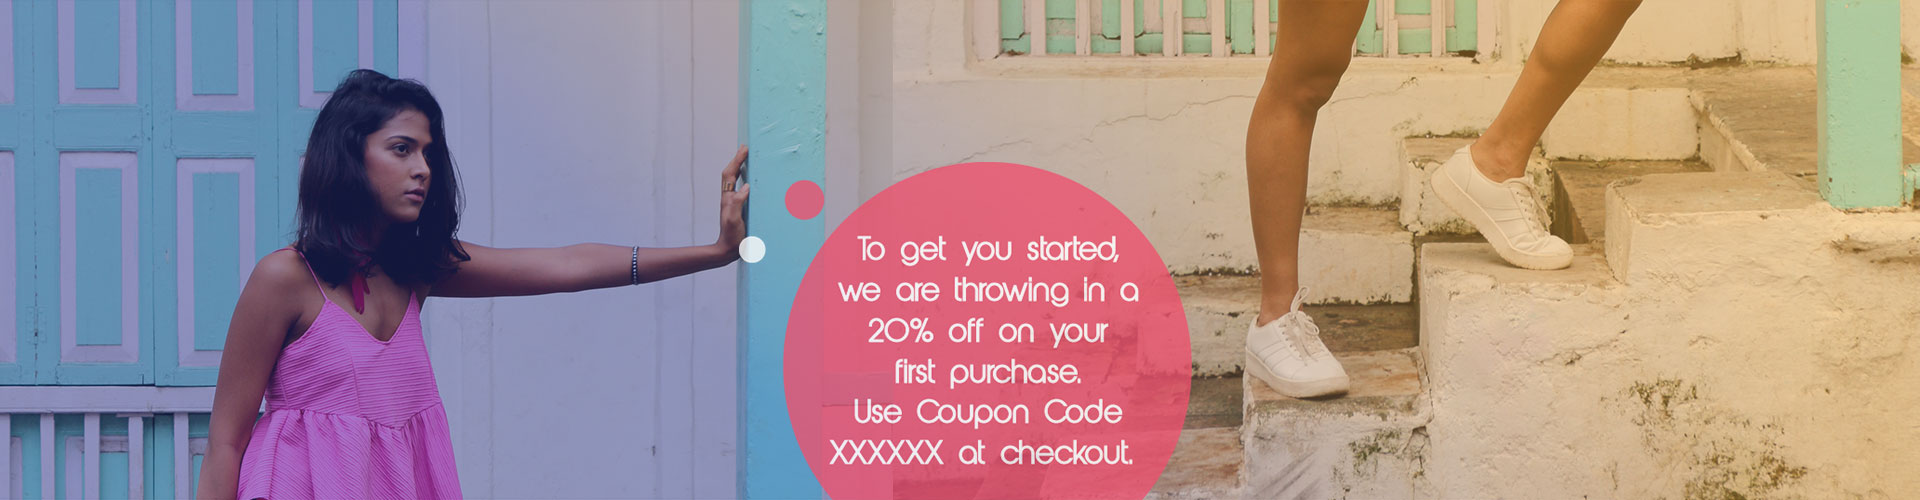 To get you started,
we are throwing in a
20% off on your
first purchase.
Use Coupon Code
XXXXXX at checkout.